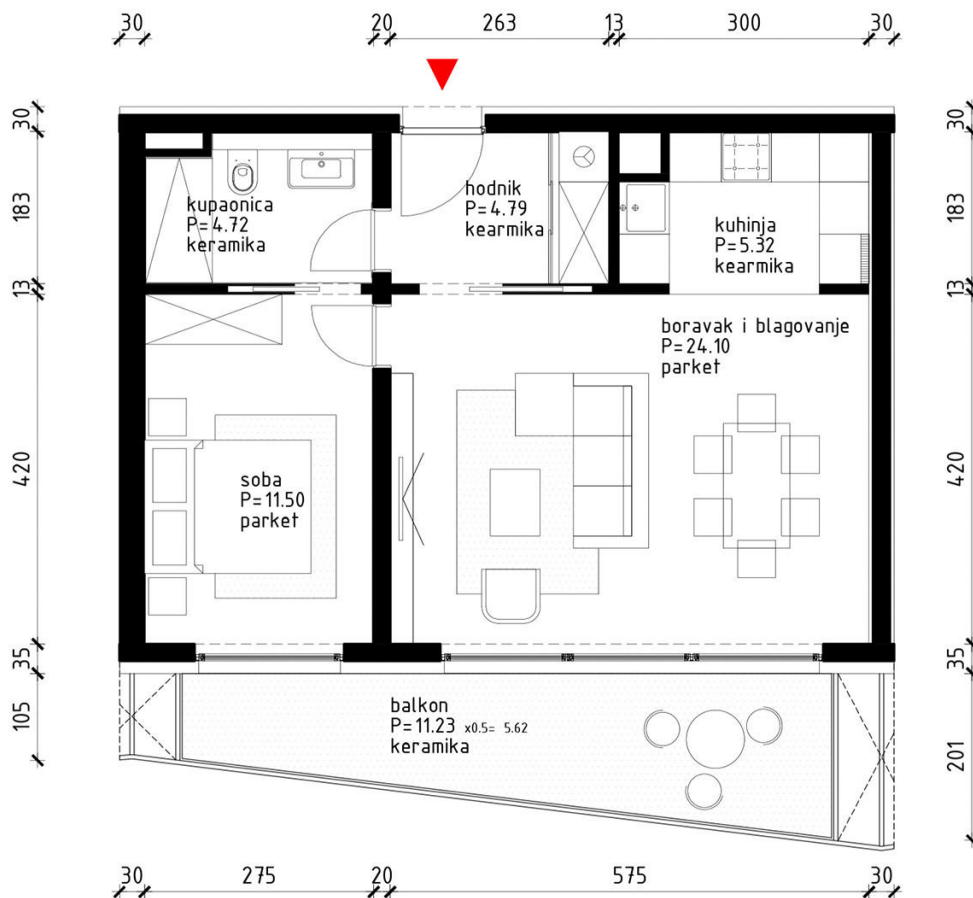 30 20 263 13 300 30
30 183 13 420 35 105
30 183 13 420 35 201
kupaonica
P=4.72
keramika
hodnik
P=4.79
kearmika
kuhinja
P=5.32
kearmika
boravak i blagovanje
P=24.10
parket
soba
P=11.50
parket
balkon
P=11.23 x0.5= 5.62
keramika
30 275 20 575 30